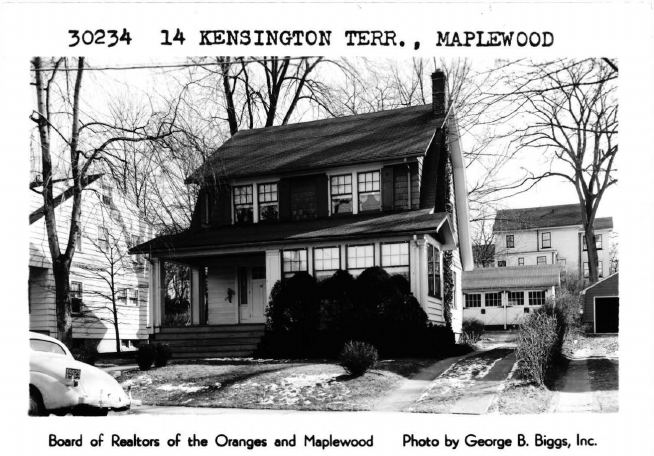 30234 14 KENSINGTON TERR., MAPLEWOOD
Board of Realtors of the Oranges and Maplewood Photo by George B. Biggs, Inc.